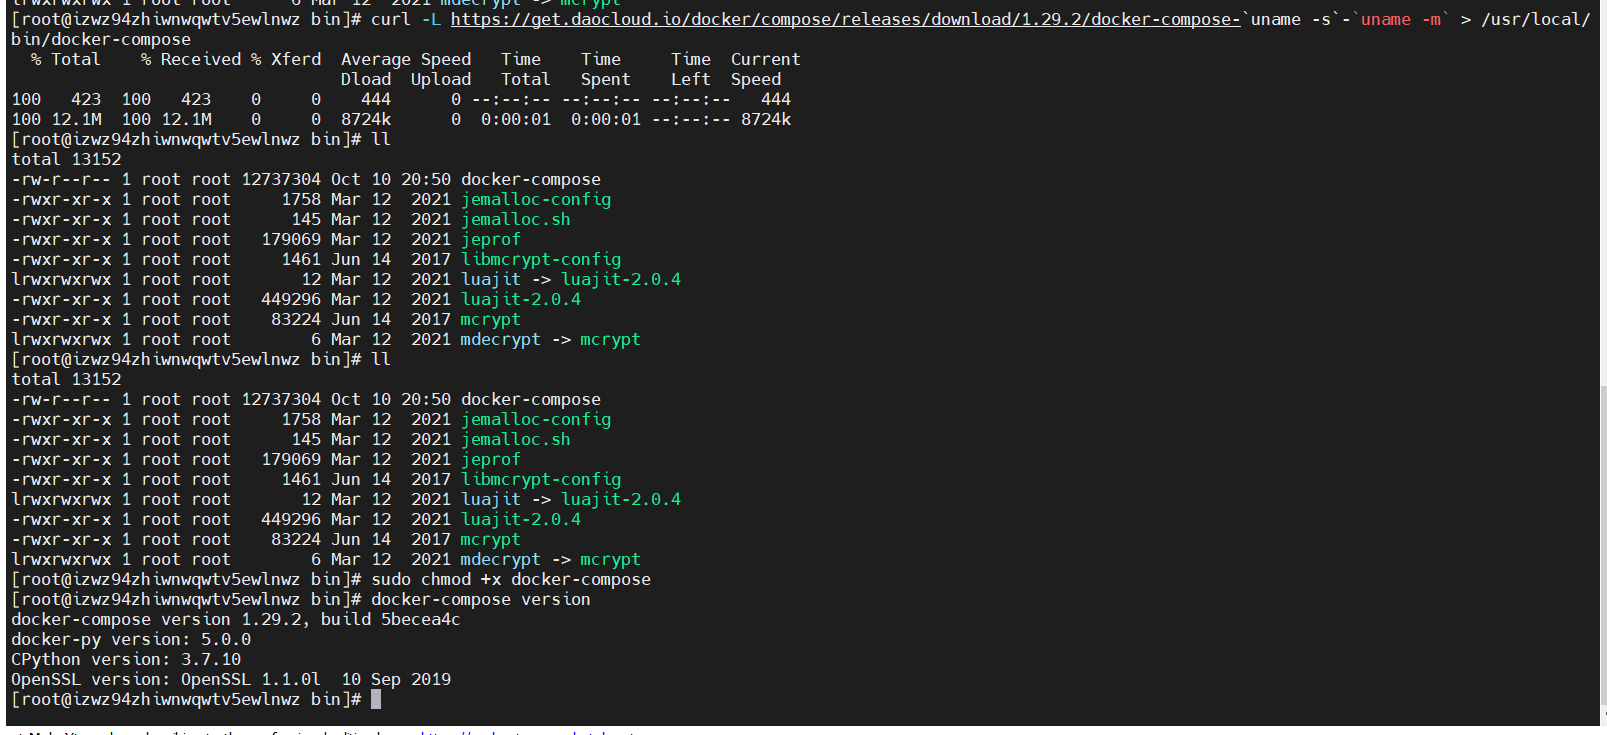 [root@izwz94zhiwnwqwtv5ewlnwz bin]# curl -L https://get.daocloud.io/docker/compose/releases/download/1.29.2/docker-compose-`uname -s`-`uname -m` > /usr/local/
bin/docker-compose
  % Total    % Received % Xferd  Average Speed   Time    Time     Time  Current
                                 Dload  Upload   Total   Spent    Left  Speed
100   423  100   423    0     0    444      0 --:--:-- --:--:-- --:--:--   444
100 12.1M  100 12.1M    0     0  8724k      0  0:00:01  0:00:01 --:--:-- 8724k
[root@izwz94zhiwnwqwtv5ewlnwz bin]# ll
total 13152
-rw-r--r-- 1 root root 12737304 Oct 10 20:50 docker-compose
-rwxr-xr-x 1 root root     1758 Mar 12  2021 jemalloc-config
-rwxr-xr-x 1 root root      145 Mar 12  2021 jemalloc.sh
-rwxr-xr-x 1 root root   179069 Mar 12  2021 jeprof
-rwxr-xr-x 1 root root     1461 Jun 14  2017 libmcrypt-config
lrwxrwxrwx 1 root root       12 Mar 12  2021 luajit -> luajit-2.0.4
-rwxr-xr-x 1 root root   449296 Mar 12  2021 luajit-2.0.4
-rwxr-xr-x 1 root root    83224 Jun 14  2017 mcrypt
lrwxrwxrwx 1 root root        6 Mar 12  2021 mdecrypt -> mcrypt
[root@izwz94zhiwnwqwtv5ewlnwz bin]# ll
total 13152
-rw-r--r-- 1 root root 12737304 Oct 10 20:50 docker-compose
-rwxr-xr-x 1 root root     1758 Mar 12  2021 jemalloc-config
-rwxr-xr-x 1 root root      145 Mar 12  2021 jemalloc.sh
-rwxr-xr-x 1 root root   179069 Mar 12  2021 jeprof
-rwxr-xr-x 1 root root     1461 Jun 14  2017 libmcrypt-config
lrwxrwxrwx 1 root root       12 Mar 12  2021 luajit -> luajit-2.0.4
-rwxr-xr-x 1 root root   449296 Mar 12  2021 luajit-2.0.4
-rwxr-xr-x 1 root root    83224 Jun 14  2017 mcrypt
lrwxrwxrwx 1 root root        6 Mar 12  2021 mdecrypt -> mcrypt
[root@izwz94zhiwnwqwtv5ewlnwz bin]# sudo chmod +x docker-compose
[root@izwz94zhiwnwqwtv5ewlnwz bin]# docker-compose version
docker-compose version 1.29.2, build 5becea4c
docker-py version: 5.0.0
CPython version: 3.7.10
OpenSSL version: OpenSSL 1.1.0l  10 Sep 2019
[root@izwz94zhiwnwqwtv5ewlnwz bin]#